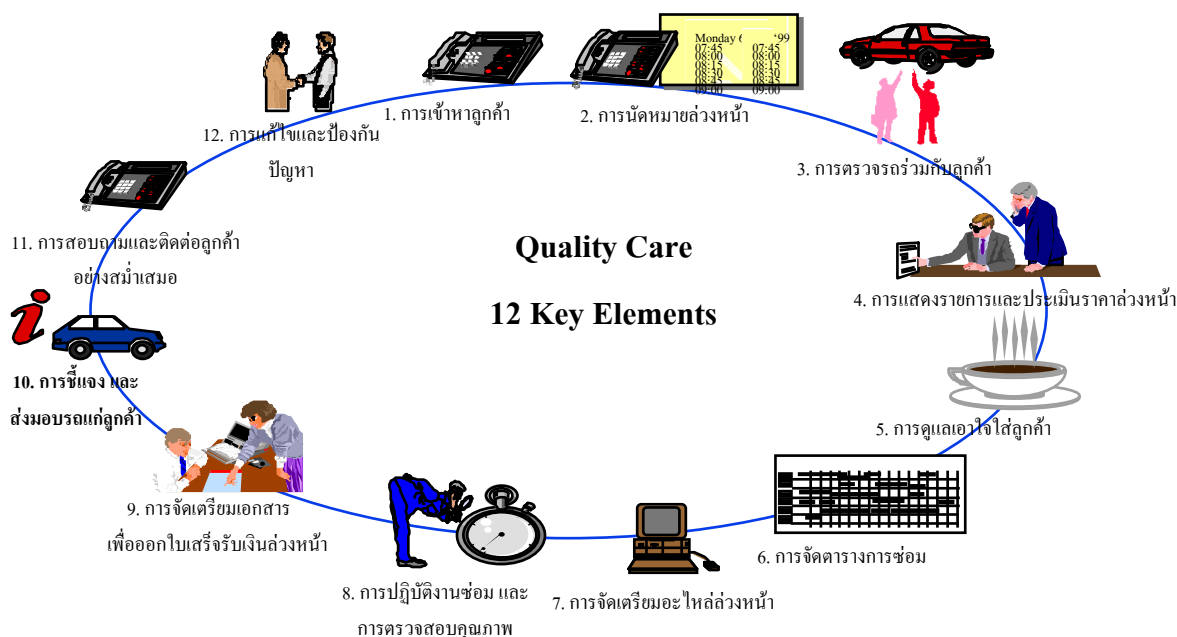 Monday 6 '99
07:45 07:45
08:00 08:00
08:15 08:15
08:30 08:30
08:45 08:45
09:00 09:00
1. การเข้าหาลูกค้า
2. การนัดหมายล่วงหน้า
3. การตรวจรถร่วมกับลูกค้า
4. การแสดงรายการและประเมินราคาล่วงหน้า
5. การดูแลเอาใจใส่ลูกค้า
6. การจัดตารางการซ่อม
7. การจัดเตรียมอะไหล่ล่วงหน้า
8. การปฏิบัติงานซ่อม และ
การตรวจสอบคุณภาพ
9. การจัดเตรียมเอกสาร
เพื่อออกใบเสร็จรับเงินล่วงหน้า
10. การชี้แจง และ
ส่งมอบรถแก่ลูกค้า
11. การสอบถามและติดต่อลูกค้า
อย่างสม่ำเสมอ
12. การแก้ไขและป้องกัน
ปัญหา
Quality Care
12 Key Elements